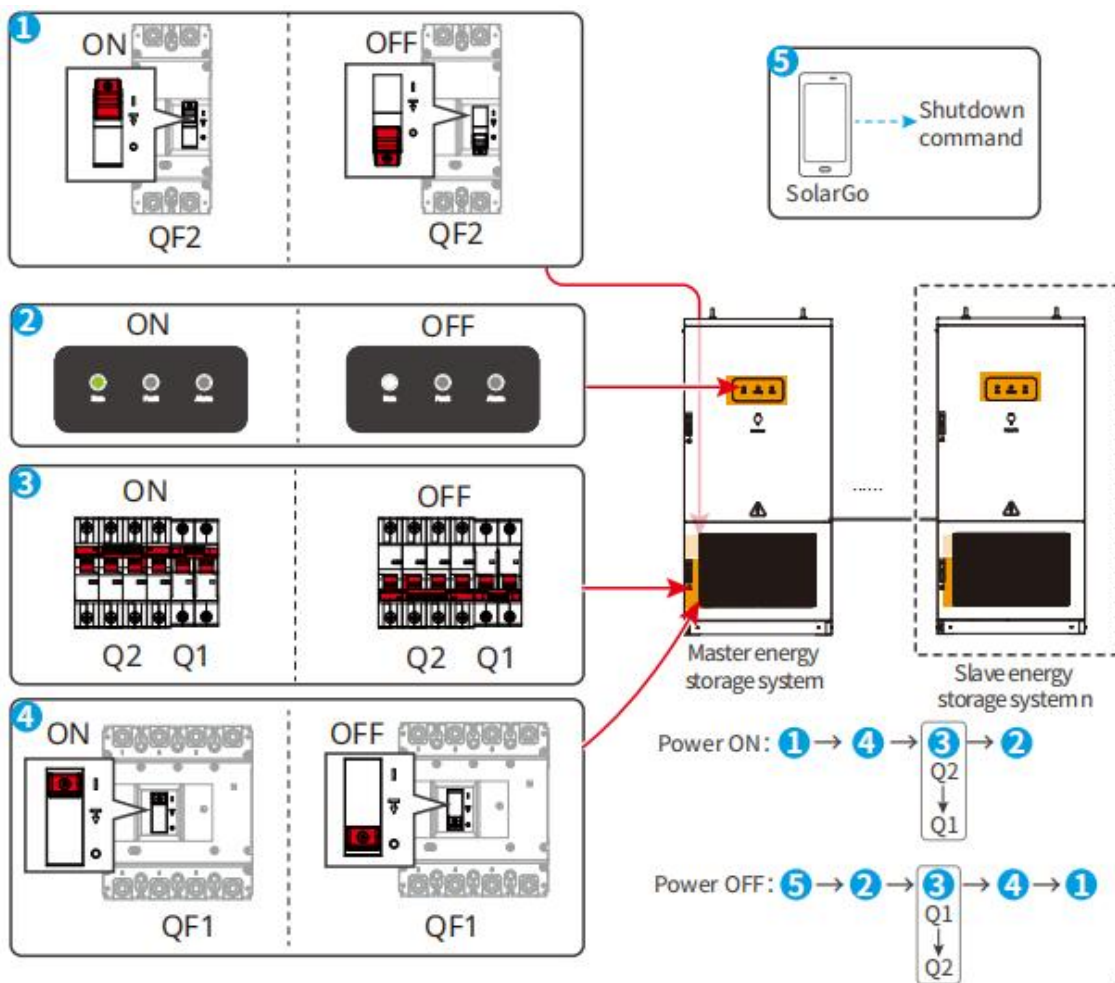 1
ON
OFF
QF2
QF2
5
SolarGo
Shutdown
command
2
ON
OFF
3
ON
OFF
Q2 Q1
Q2 Q1
4
ON
OFF
QF1
QF1
......
Master energy
storage system
Slave energy
storage system n
Power ON: 1 → 4 → 3 → 2
Q2
↓
Q1
Power OFF: 5 → 2 → 3 → 4 → 1
Q1
↓
Q2